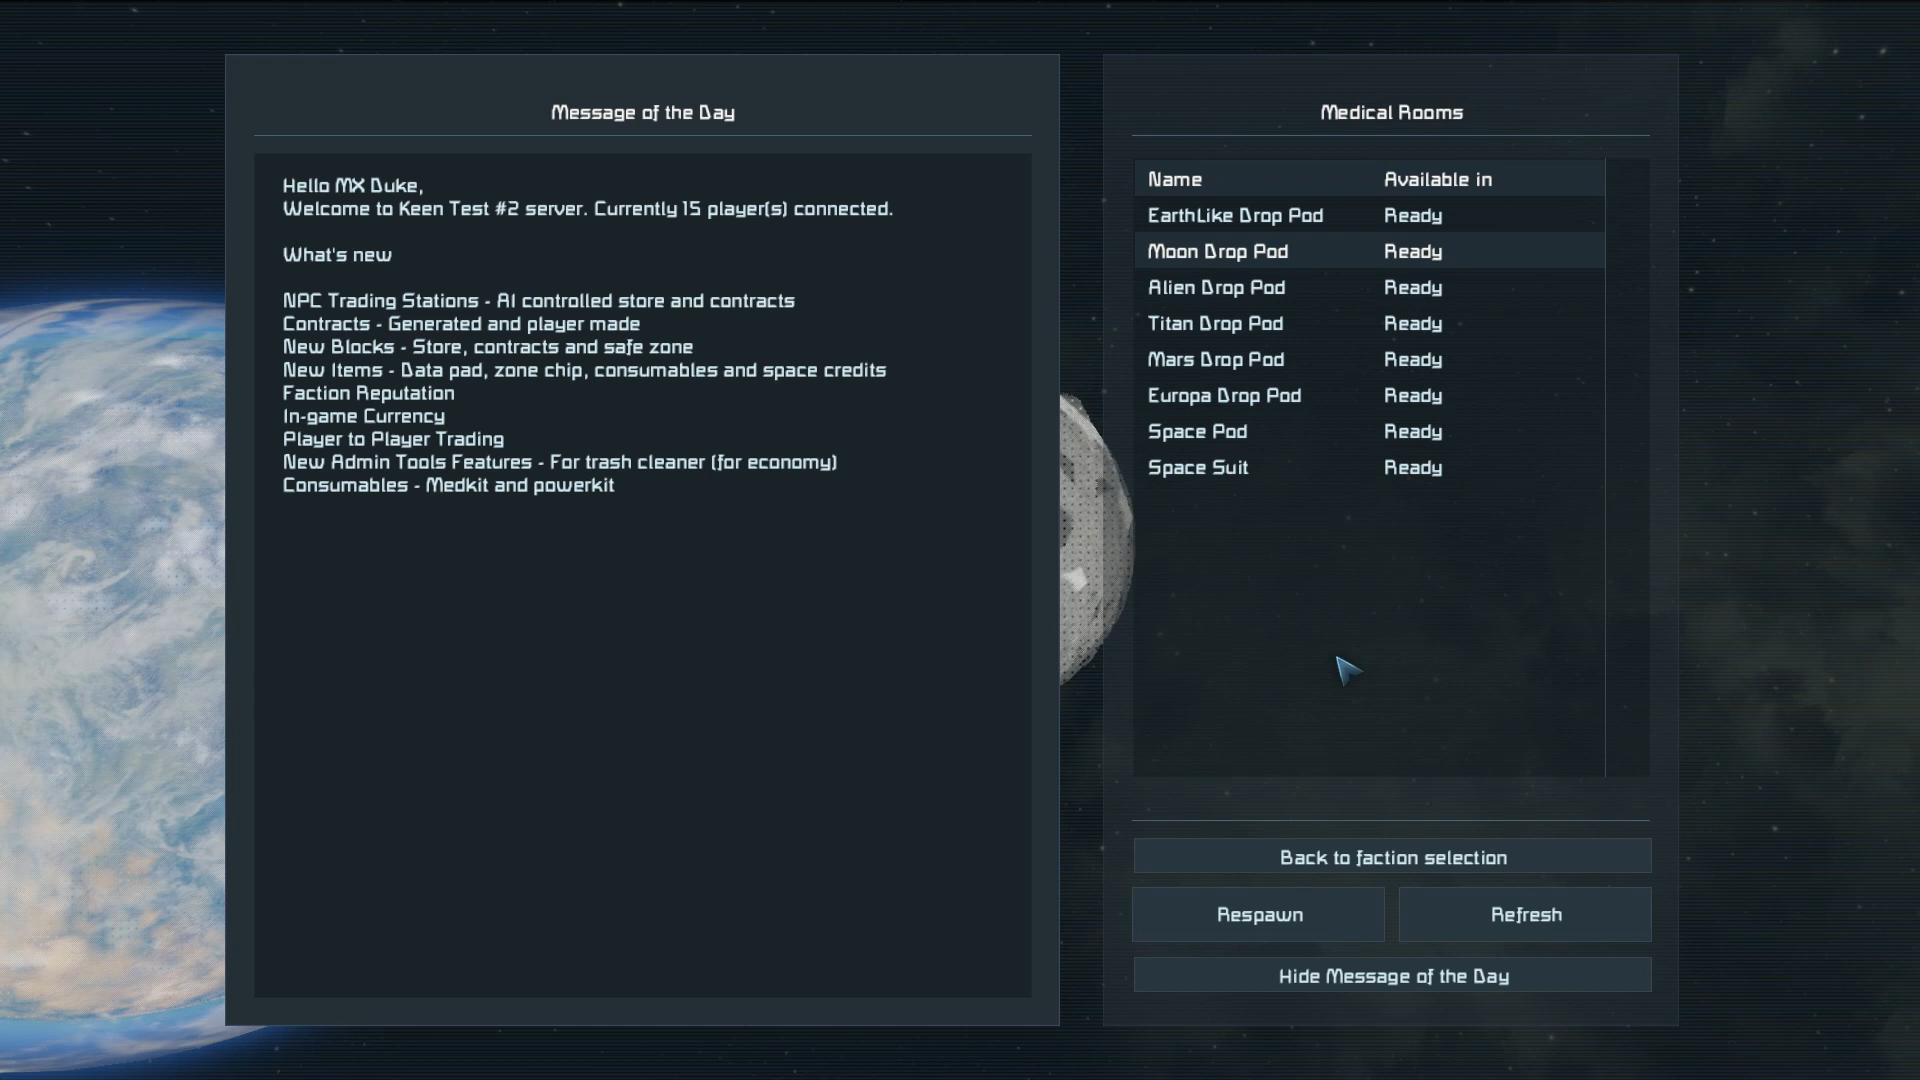 Message of the Day
Hello MX Duke,
Welcome to Keen Test #2 server. Currently 15 player(s) connected.
What's new
NPC Trading Stations - AI controlled store and contracts
Contracts - Generated and player made
New Blocks - Store, contracts and safe zone
New Items - Data pad, zone chip, consumables and space credits
Faction Reputation
In-game Currency
Player to Player Trading
New Admin Tools Features - For trash cleaner (for economy)
Consumables - Medkit and powerkit
Medical Rooms
Name Available in
EarthLike Drop Pod Ready
Moon Drop Pod Ready
Alien Drop Pod Ready
Titan Drop Pod Ready
Mars Drop Pod Ready
Europa Drop Pod Ready
Space Pod Ready
Space Suit Ready
Back to faction selection
Respawn Refresh
Hide Message of the Day